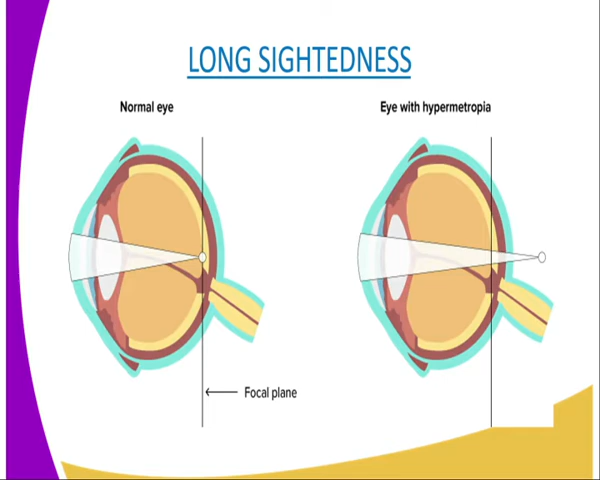 LONG SIGHTEDNESS
Normal eye
Eye with hypermetropia
Focal plane